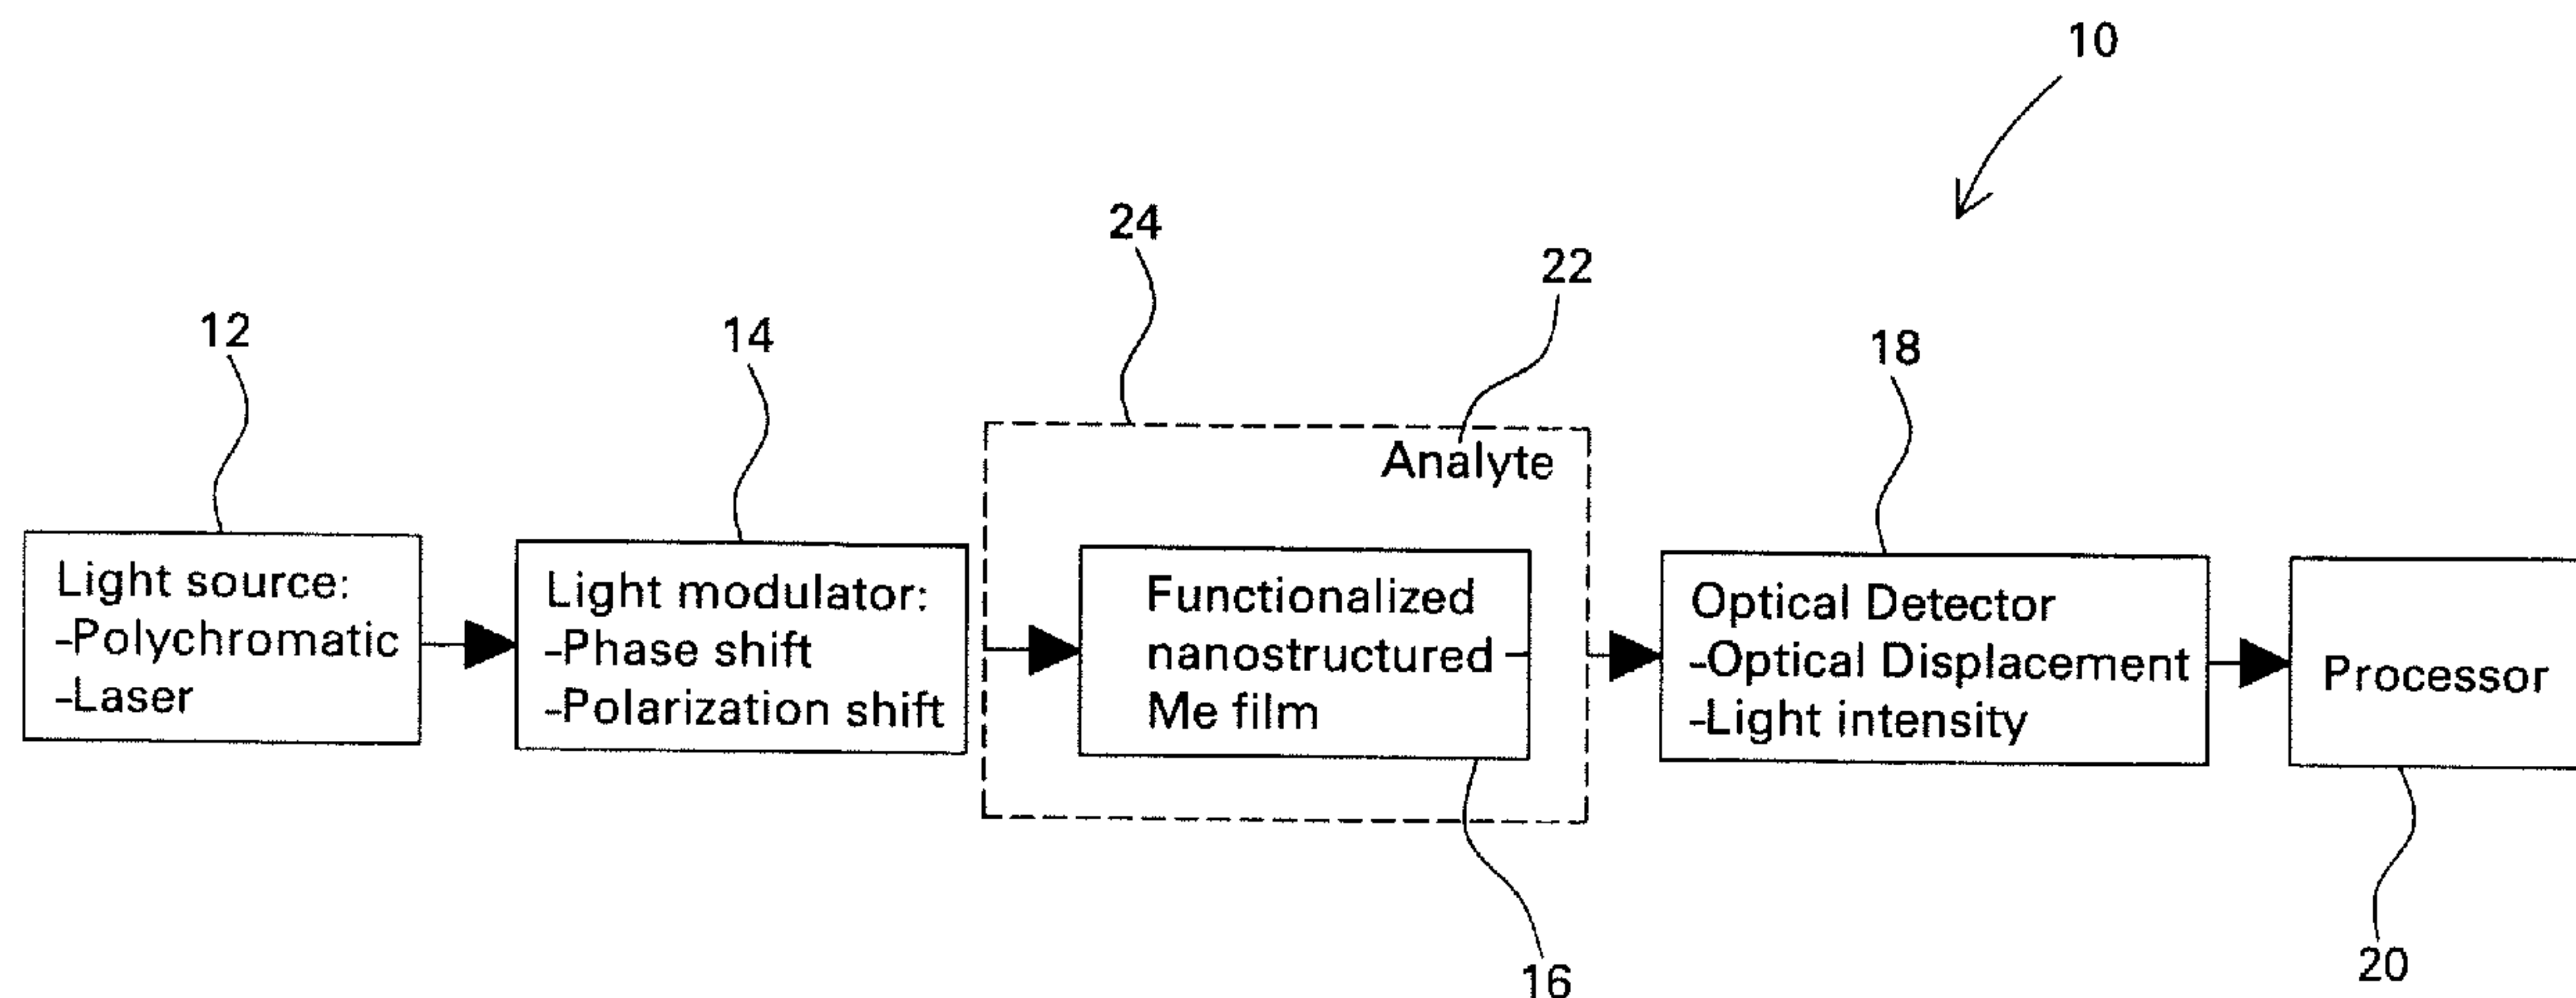 10
24
22
12
14
18
Analyte
Light source:
-Polychromatic
-Laser
Light modulator:
-Phase shift
-Polarization shift
Functionalized
nanostructured
Me film
Optical Detector
-Optical Displacement
-Light intensity
Processor
16
20